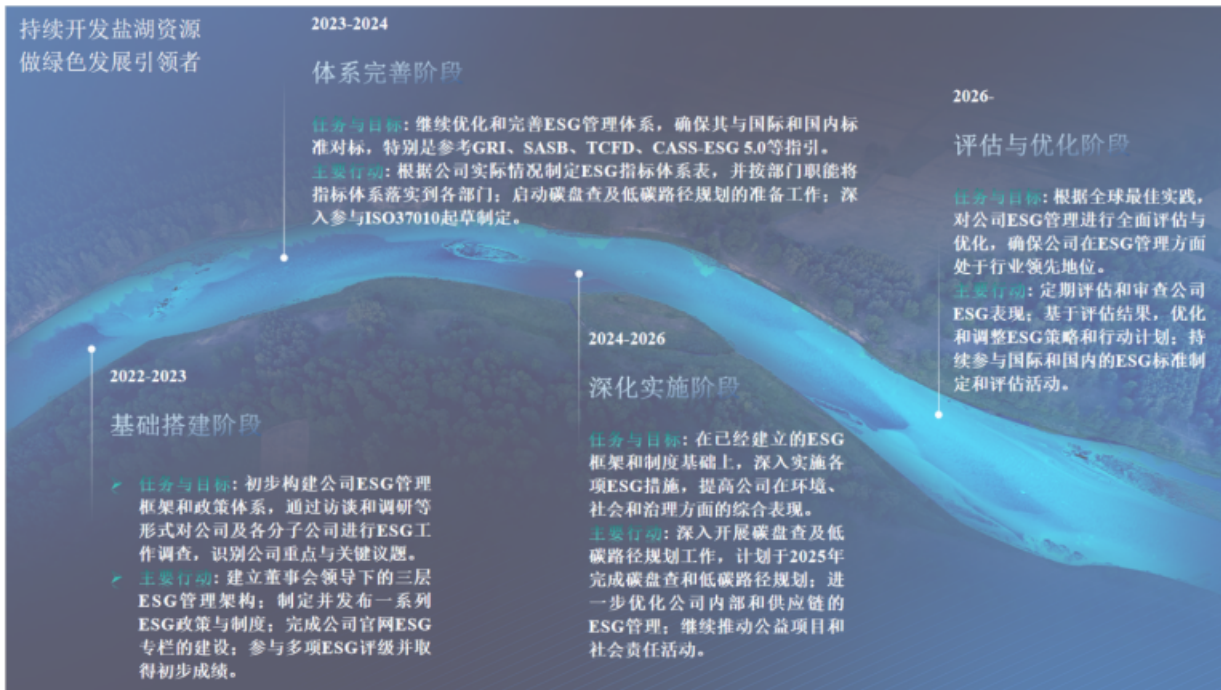 持续开发盐湖资源
做绿色发展引领者
2023-2024
体系完善阶段
任务与目标: 继续优化和完善ESG管理体系，确保其与国际和国内标
准对标，特别是参考GRI、SASB、TCFD、CASS-ESG 5.0等指引。
主要行动: 根据公司实际情况制定ESG指标体系表，并按部门职能将
指标体系落实到各部门；启动碳盘查及低碳路径规划的准备工作；深
入参与ISO37010起草制定。
2026-
评估与优化阶段
任务与目标: 根据全球最佳实践，
对公司ESG管理进行全面评估与
优化，确保公司在ESG管理方面
处于行业领先地位。
主要行动: 定期评估和审查公司
ESG表现；基于评估结果，优化
和调整ESG策略和行动计划；持
续参与国际和国内的ESG标准制
定和评估活动。
2022-2023
基础搭建阶段
任务与目标: 初步构建公司ESG管理
框架和政策体系，通过访谈和调研等
形式对公司及各分子公司进行ESG工
作调查，识别公司重点与关键议题。
主要行动: 建立董事会领导下的三层
ESG管理架构；制定并发布一系列
ESG政策与制度；完成公司官网ESG
专栏的建设；参与多项ESG评级并取
得初步成绩。
2024-2026
深化实施阶段
任务与目标: 在已经建立的ESG
框架和制度基础上，深入实施各
项ESG措施，提高公司在环境、
社会和治理方面的综合表现。
主要行动: 深入开展碳盘查及低
碳路径规划工作，计划于2025年
完成碳盘查和低碳路径规划；进
一步优化公司内部和供应链的
ESG管理；继续推动公益项目和
社会责任活动。